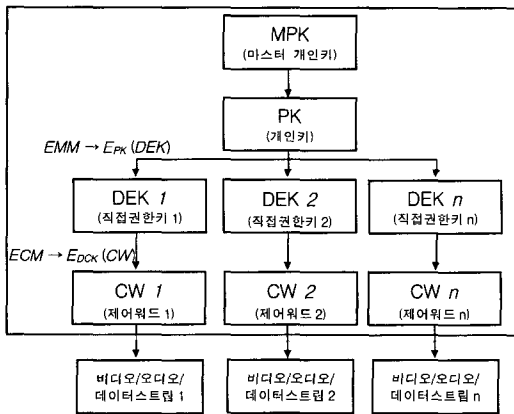 MPK
(마스터 개인키)
PK
(개인키)
EMM → E_PK (DEK)
DEK 1
(직접권한키 1)
DEK 2
(직접권한키 2)
DEK n
(직접권한키 n)
ECM → E_DCK (CW)
CW 1
(제어워드 1)
CW 2
(제어워드 2)
CW n
(제어워드 n)
비디오/오디오/
데이터스트림 1
비디오/오디오/
데이터스트림 2
비디오/오디오/
데이터스트림 n